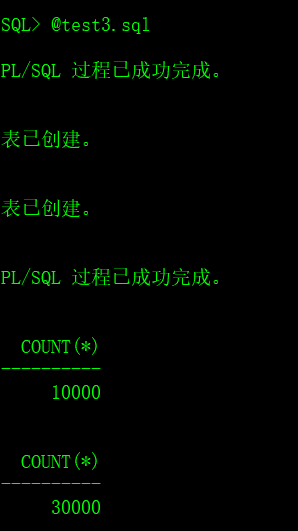 SQL> @test3.sql
PL/SQL 过程已成功完成。
表已创建。
表已创建。
PL/SQL 过程已成功完成。
COUNT(*)
----------
10000
COUNT(*)
----------
30000